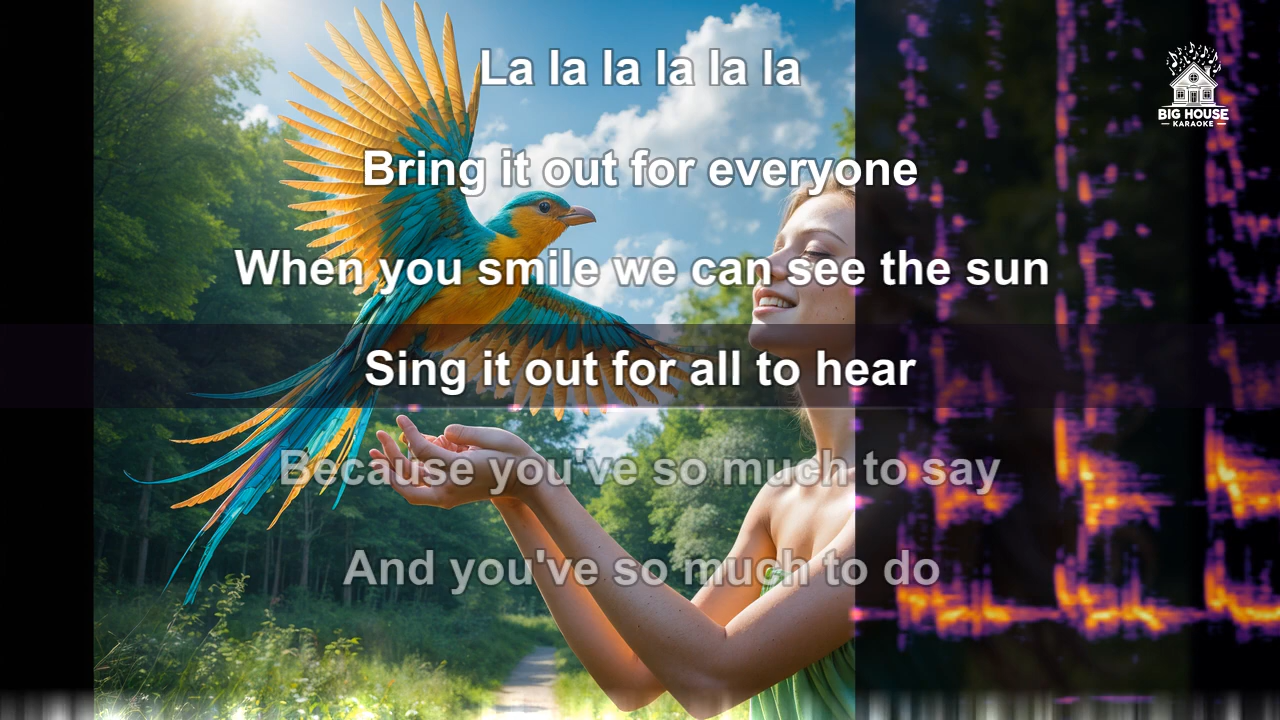 La la la la la la
BIG HOUSE
KARAOKE
Bring it out for everyone
When you smile we can see the sun
Sing it out for all to hear
Because you've so much to say
And you've so much to do